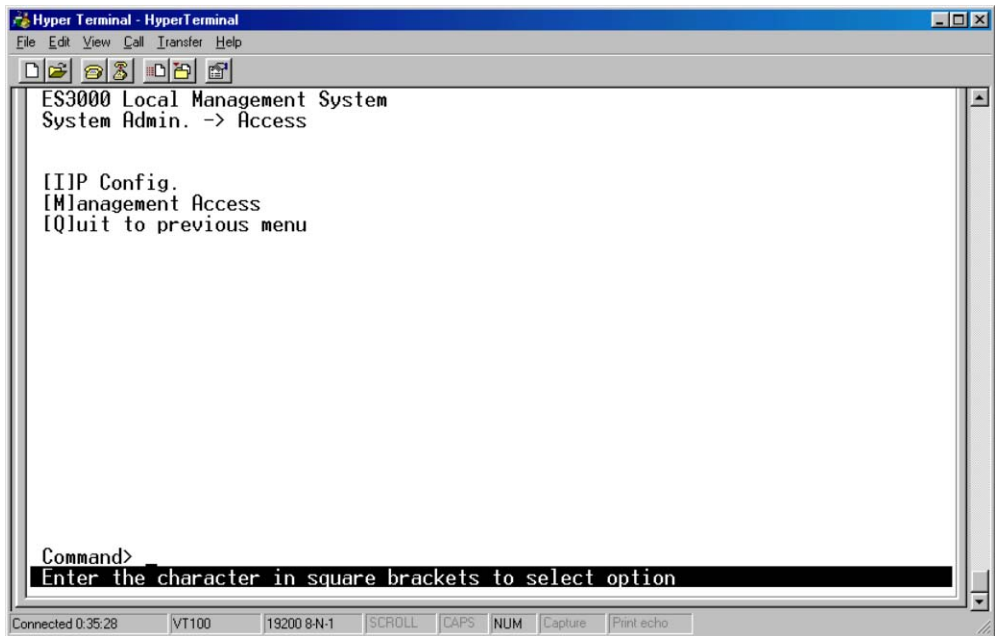 Hyper Terminal - HyperTerminal
File Edit View Call Transfer Help
ES3000 Local Management System
System Admin. -> Access
[I]P Config.
[M]anagement Access
[Q]uit to previous menu
Command> _
Enter the character in square brackets to select option
Connected 0:35:28 VT100 19200 8-N-1 SCROLL CAPS NUM Capture Print echo